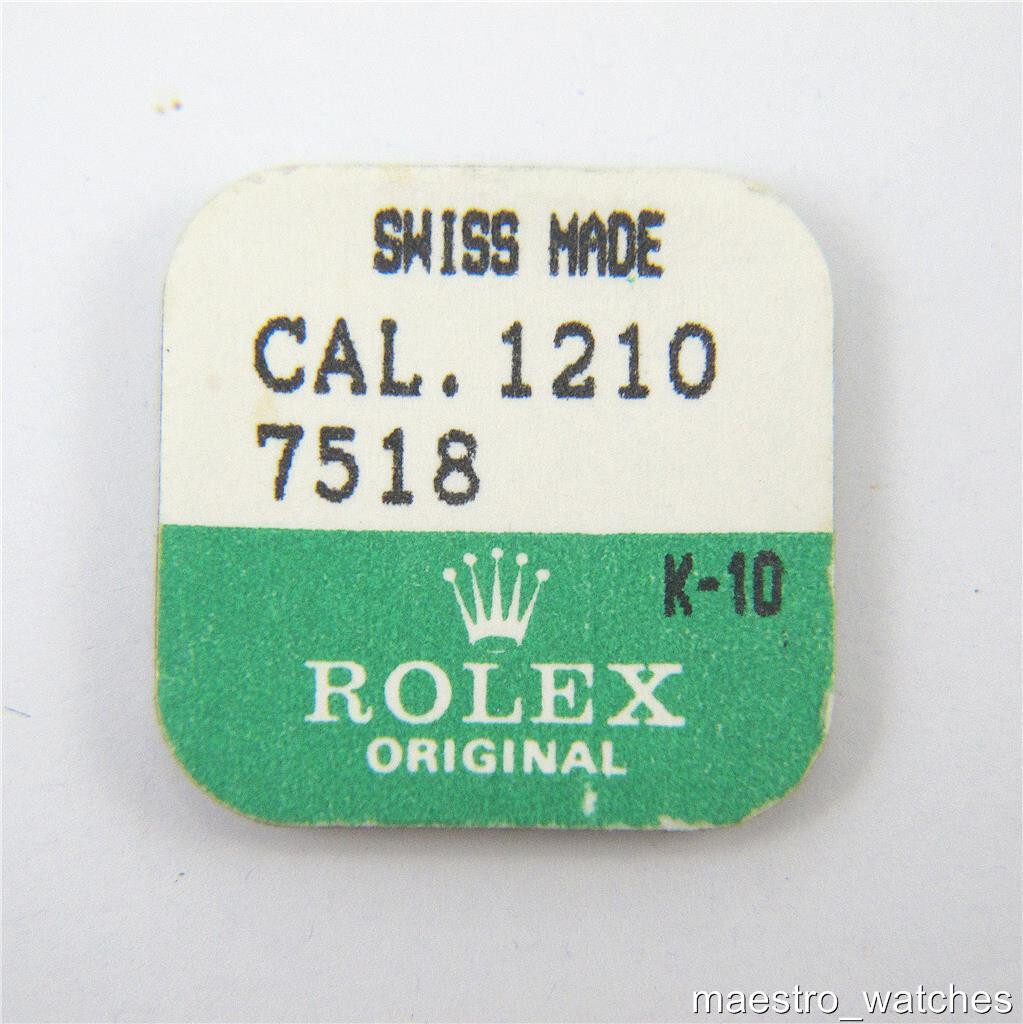 SWISS MADE
CAL. 1210
7518
K-10
ROLEX
ORIGINAL
maestro_watches